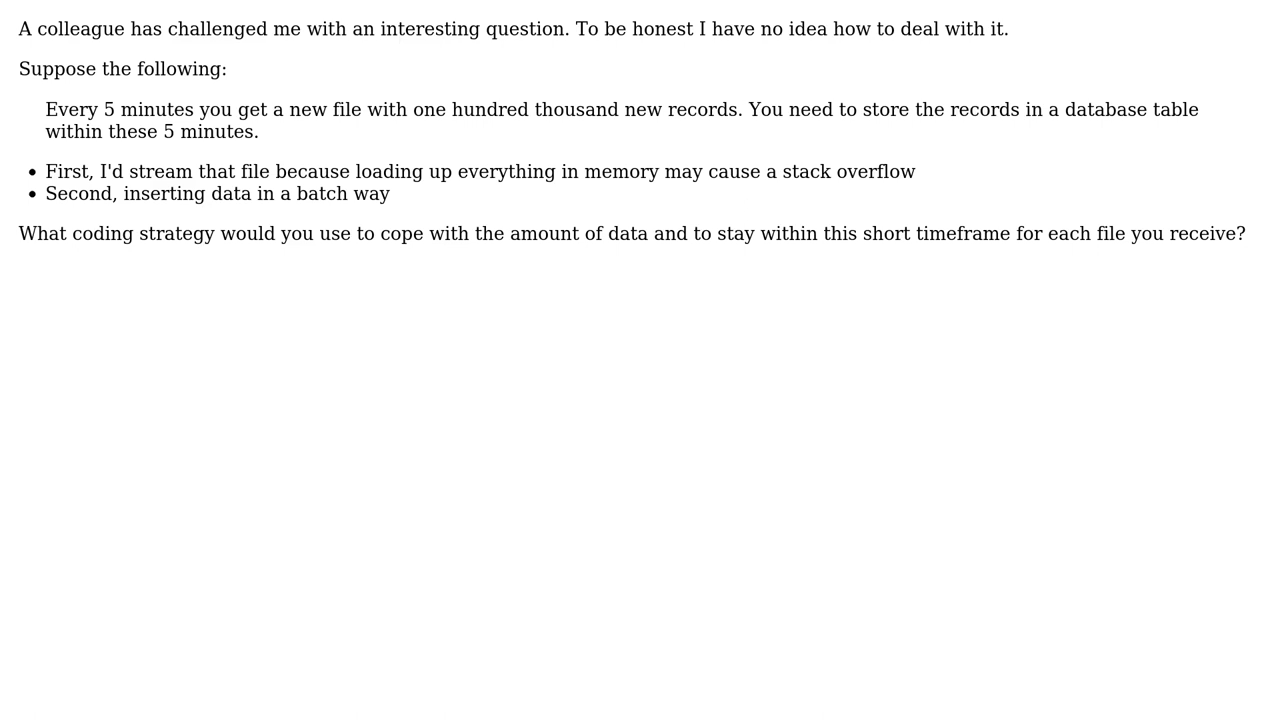 A colleague has challenged me with an interesting question. To be honest I have no idea how to deal with it.
Suppose the following:
Every 5 minutes you get a new file with one hundred thousand new records. You need to store the records in a database table
within these 5 minutes.
• First, I'd stream that file because loading up everything in memory may cause a stack overflow
• Second, inserting data in a batch way
What coding strategy would you use to cope with the amount of data and to stay within this short timeframe for each file you receive?